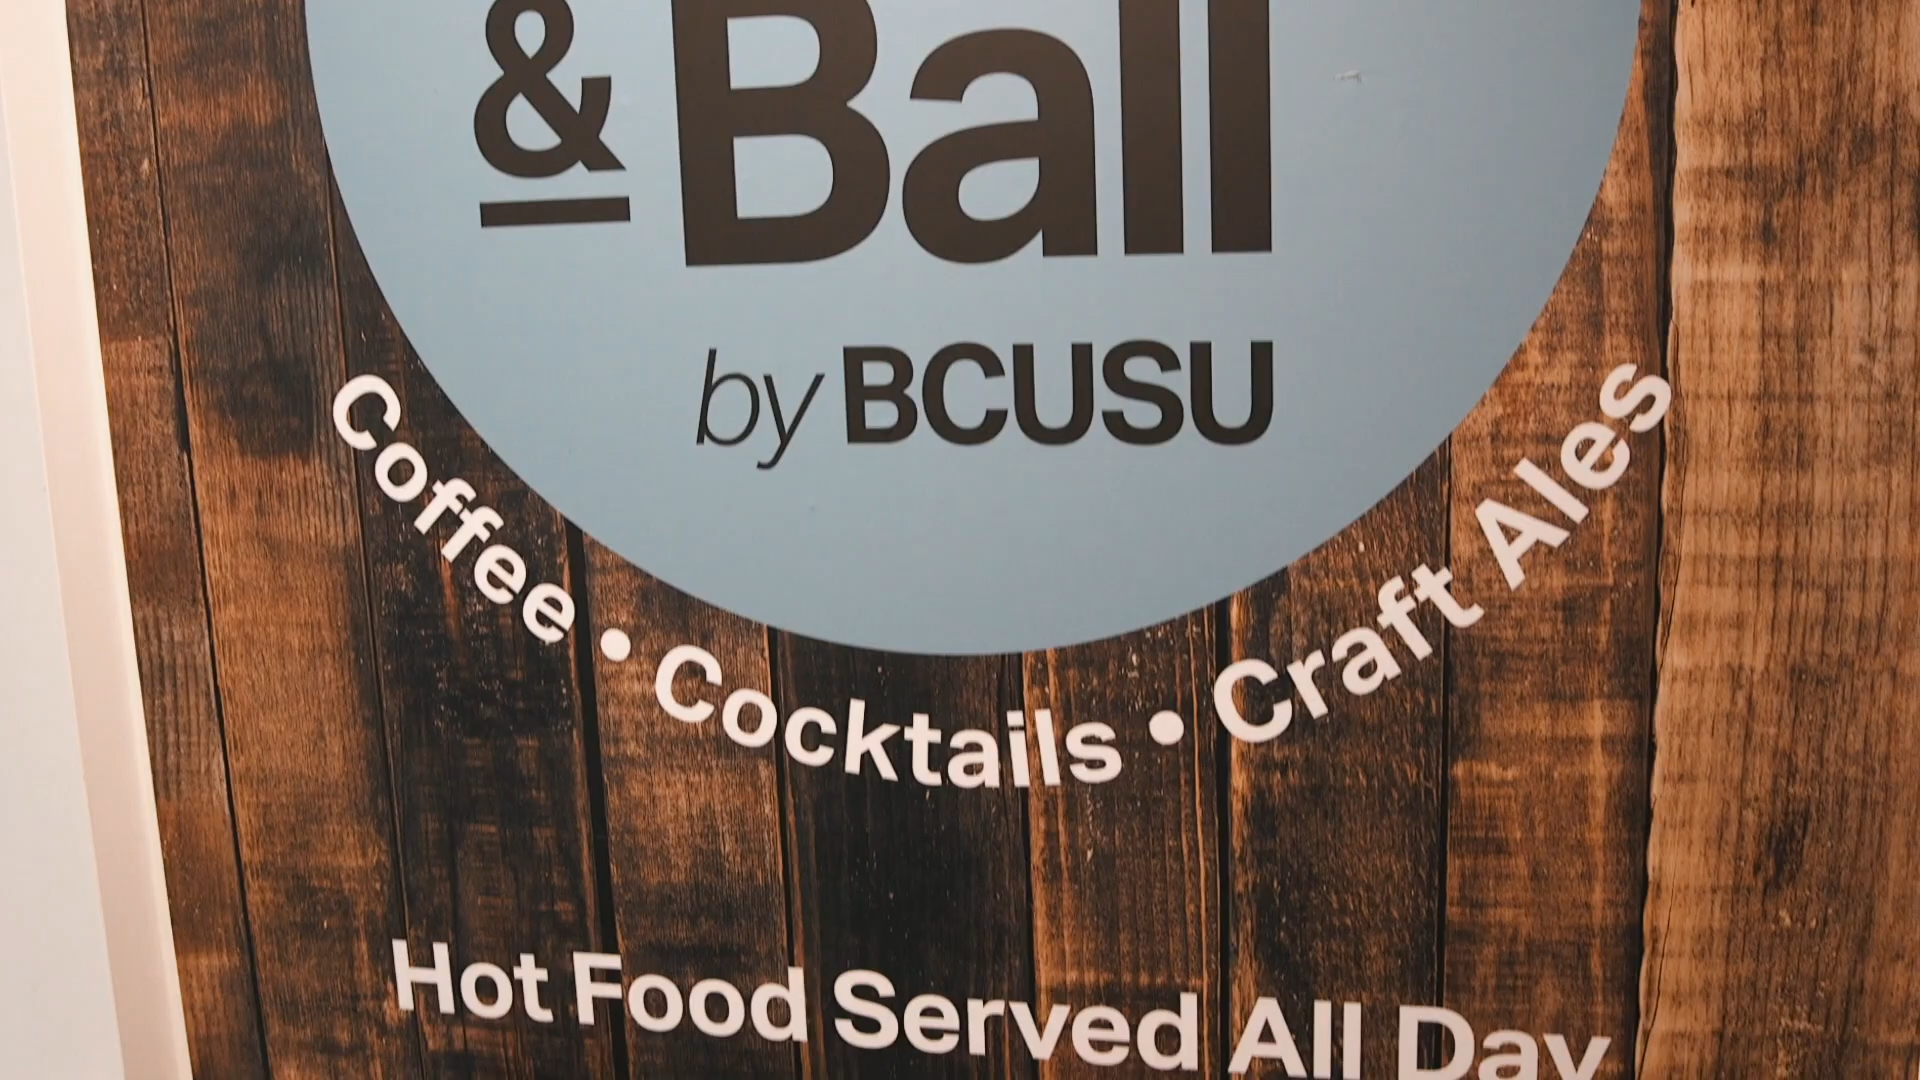 & Ball
by BCUSU
Coffee • Cocktails • Craft Ales
Hot Food Served All Day